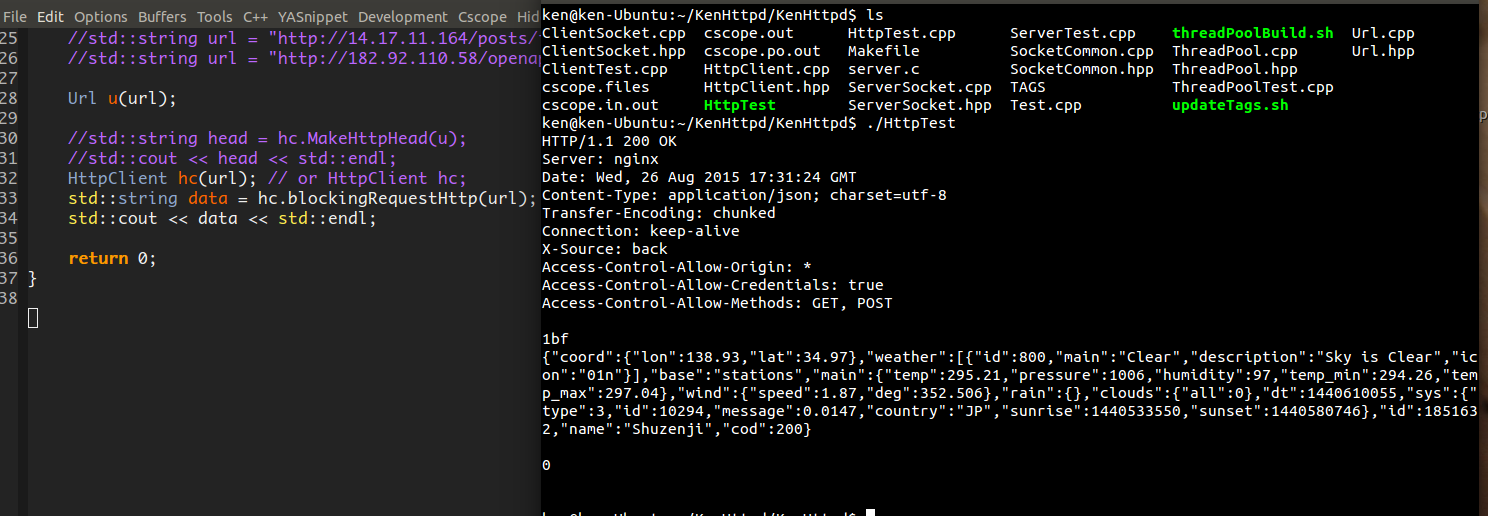 File Edit Options Buffers Tools C++ YASnippet Development Cscope Hid
25 //std::string url = "http://14.17.11.164/posts/
26 //std::string url = "http://182.92.110.58/openap
27
28 Url u(url);
29
30 //std::string head = hc.MakeHttpHead(u);
31 //std::cout << head << std::endl;
32 HttpClient hc(url); // or HttpClient hc;
33 std::string data = hc.blockingRequestHttp(url);
34 std::cout << data << std::endl;
35
36 return 0;
37 }
38
ken@ken-Ubuntu:~/KenHttpd/KenHttpd$ ls
ClientSocket.cpp cscope.out HttpTest.cpp ServerTest.cpp threadPoolBuild.sh Url.cpp
ClientSocket.hpp cscope.po.out Makefile SocketCommon.cpp ThreadPool.cpp Url.hpp
ClientTest.cpp HttpClient.cpp server.c SocketCommon.hpp ThreadPool.hpp
cscope.files HttpClient.hpp ServerSocket.cpp TAGS ThreadPoolTest.cpp
cscope.in.out HttpTest ServerSocket.hpp Test.cpp updateTags.sh
ken@ken-Ubuntu:~/KenHttpd/KenHttpd$ ./HttpTest
HTTP/1.1 200 OK
Server: nginx
Date: Wed, 26 Aug 2015 17:31:24 GMT
Content-Type: application/json; charset=utf-8
Transfer-Encoding: chunked
Connection: keep-alive
X-Source: back
Access-Control-Allow-Origin: *
Access-Control-Allow-Credentials: true
Access-Control-Allow-Methods: GET, POST
1bf
{"coord":{"lon":138.93,"lat":34.97},"weather":[{"id":800,"main":"Clear","description":"Sky is Clear","ic
on":"01n"}],"base":"stations","main":{"temp":295.21,"pressure":1006,"humidity":97,"temp_min":294.26,"tem
p_max":297.04},"wind":{"speed":1.87,"deg":352.506},"rain":{},"clouds":{"all":0},"dt":1440610055,"sys":{"
type":3,"id":10294,"message":0.0147,"country":"JP","sunrise":1440533550,"sunset":1440580746},"id":185163
2,"name":"Shuzenji","cod":200}
0
ken@ken-Ubuntu:~/KenHttpd/KenHttpd$